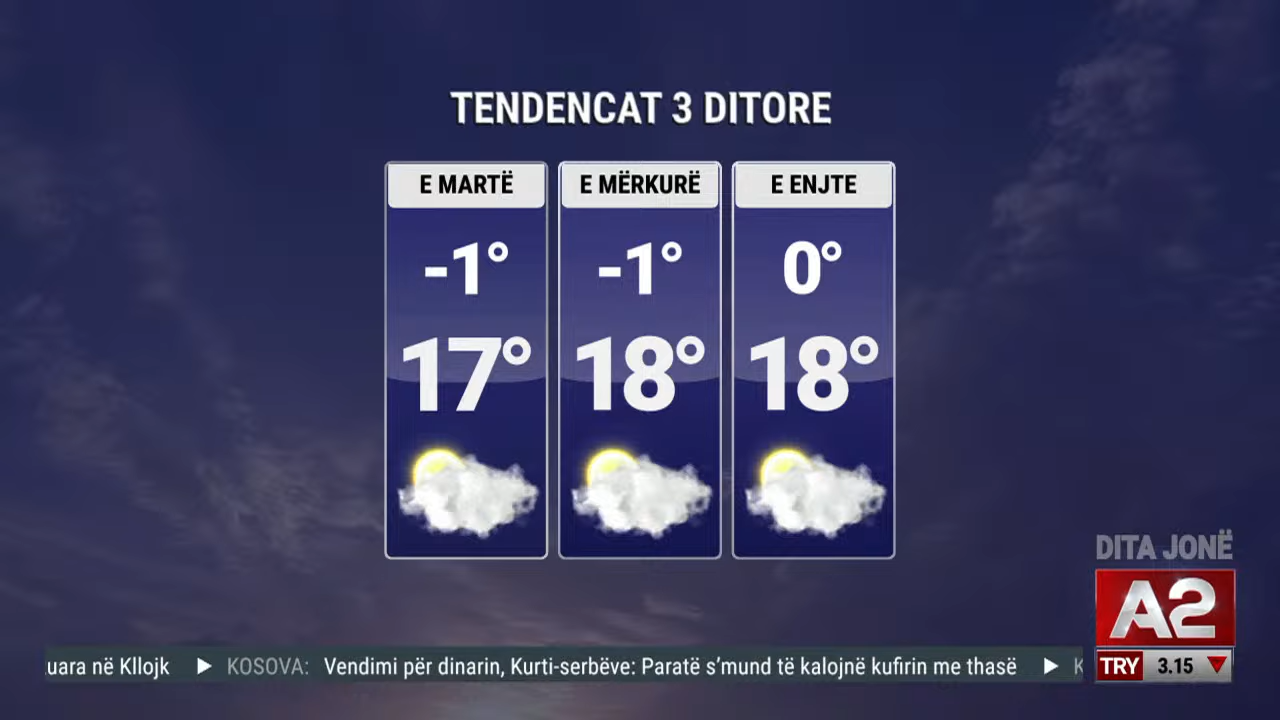 TENDENCAT 3 DITORE
E MARTË
-1°
17°
E MËRKURË
-1°
18°
E ENJTE
0°
18°
DITA JONË
A2
TRY 3.15
uara në Kllojk ▶ KOSOVA: Vendimi për dinarin, Kurti-serbëve: Paratë s’mund të kalojnë kufirin me thasë ▶ K